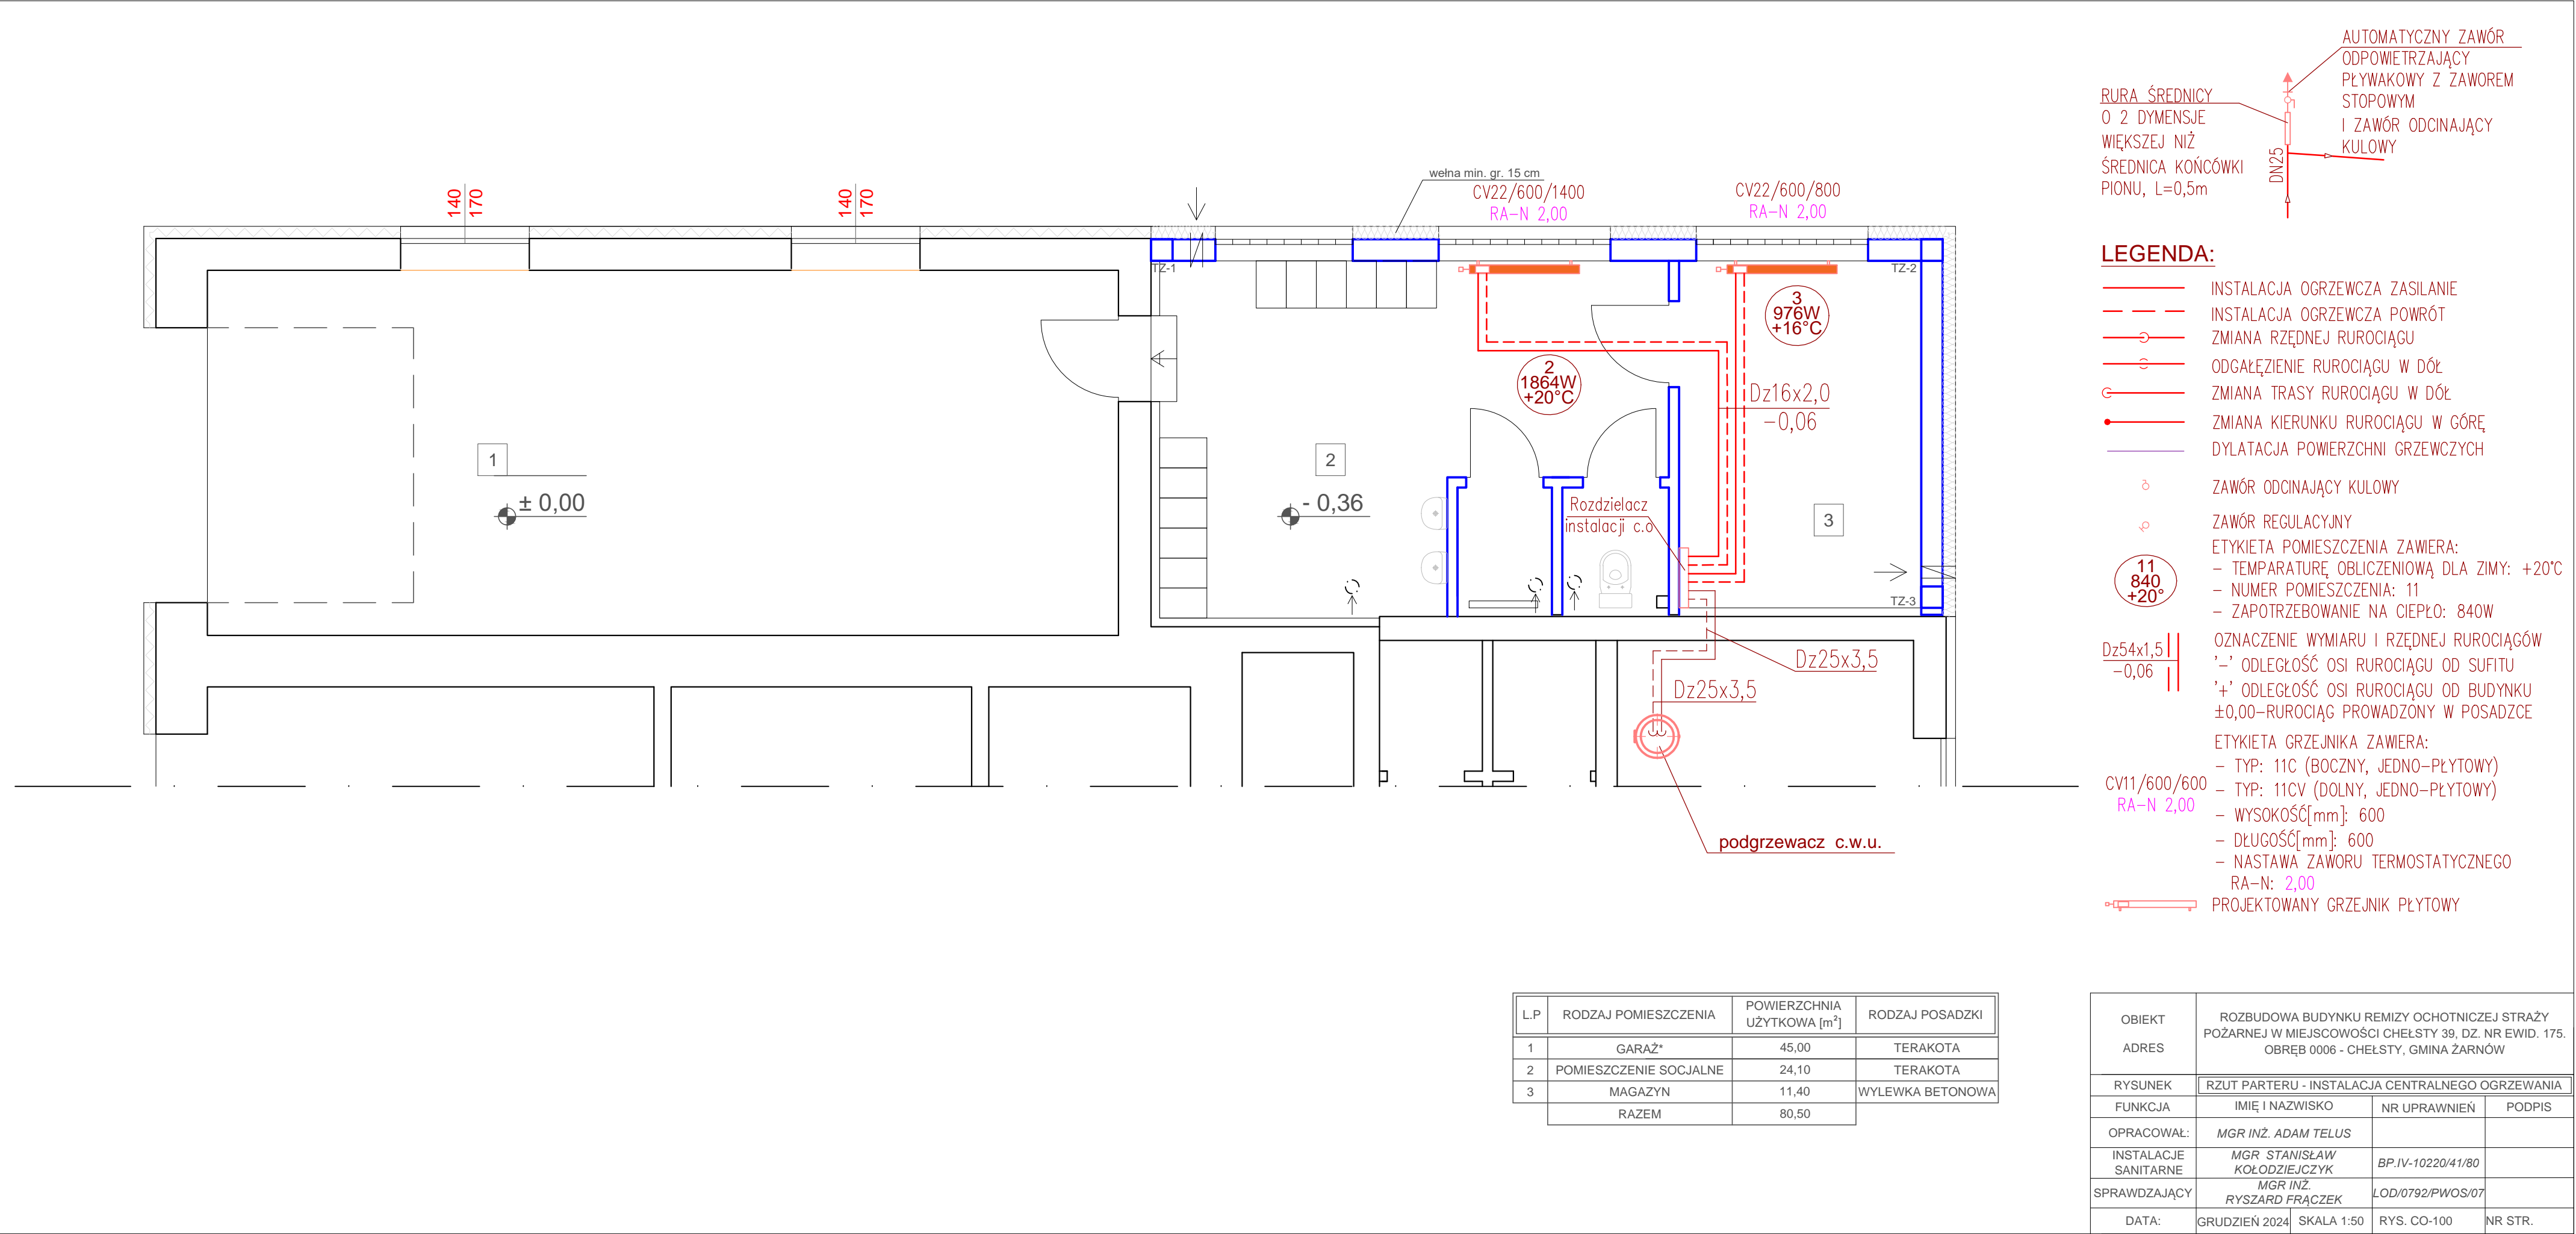 AUTOMATYCZNY ZAWÓR
ODPOWIETRZAJĄCY
PŁYWAKOWY Z ZAWOREM
STOPOWYM
I ZAWÓR ODCINAJĄCY
KULOWY
RURA ŚREDNICY
O 2 DYMENSJE
WIĘKSZEJ NIŻ
ŚREDNICA KOŃCÓWKI
PIONU, L=0,5m
DN25
140
170
140
170
wełna min. gr. 15 cm
CV22/600/1400
RA-N 2,00
CV22/600/800
RA-N 2,00
TZ-1
TZ-2
3
976W
+16°C
2
1864W
+20°C
Dz16x2,0
-0,06
1
± 0,00
2
- 0,36
Rozdzielacz
instalacji c.o
3
TZ-3
Dz25x3,5
Dz25x3,5
podgrzewacz c.w.u.
LEGENDA:
INSTALACJA OGRZEWCZA ZASILANIE
INSTALACJA OGRZEWCZA POWRÓT
ZMIANA RZĘDNEJ RUROCIĄGU
ODGAŁĘZIENIE RUROCIĄGU W DÓŁ
ZMIANA TRASY RUROCIĄGU W DÓŁ
ZMIANA KIERUNKU RUROCIĄGU W GÓRĘ
DYLATACJA POWIERZCHNI GRZEWCZYCH
ZAWÓR ODCINAJĄCY KULOWY
ZAWÓR REGULACYJNY
11
840
+20°
ETYKIETA POMIESZCZENIA ZAWIERA:
- TEMPARATURĘ OBLICZENIOWĄ DLA ZIMY: +20°C
- NUMER POMIESZCZENIA: 11
- ZAPOTRZEBOWANIE NA CIEPŁO: 840W
Dz54x1,5
-0,06
OZNACZENIE WYMIARU I RZĘDNEJ RUROCIĄGÓW
'-' ODLEGŁOŚĆ OSI RUROCIĄGU OD SUFITU
'+' ODLEGŁOŚĆ OSI RUROCIĄGU OD BUDYNKU
±0,00-RUROCIĄG PROWADZONY W POSADZCE
CV11/600/600
RA-N 2,00
ETYKIETA GRZEJNIKA ZAWIERA:
- TYP: 11C (BOCZNY, JEDNO-PŁYTOWY)
- TYP: 11CV (DOLNY, JEDNO-PŁYTOWY)
- WYSOKOŚĆ[mm]: 600
- DŁUGOŚĆ[mm]: 600
- NASTAWA ZAWORU TERMOSTATYCZNEGO
RA-N: 2,00
PROJEKTOWANY GRZEJNIK PŁYTOWY
L.P RODZAJ POMIESZCZENIA POWIERZCHNIA UŻYTKOWA [m²] RODZAJ POSADZKI
1 GARAŻ* 45,00 TERAKOTA
2 POMIESZCZENIE SOCJALNE 24,10 TERAKOTA
3 MAGAZYN 11,40 WYLEWKA BETONOWA
RAZEM 80,50
OBIEKT
ADRES
ROZBUDOWA BUDYNKU REMIZY OCHOTNICZEJ STRAŻY
POŻARNEJ W MIEJSCOWOŚCI CHEŁSTY 39, DZ. NR EWID. 175.
OBRĘB 0006 - CHEŁSTY, GMINA ŻARNÓW
RYSUNEK RZUT PARTERU - INSTALACJA CENTRALNEGO OGRZEWANIA
FUNKCJA IMIĘ I NAZWISKO NR UPRAWNIEŃ PODPIS
OPRACOWAŁ: MGR INŻ. ADAM TELUS
INSTALACJE SANITARNE MGR STANISŁAW KOŁODZIEJCZYK BP.IV-10220/41/80
SPRAWDZAJĄCY MGR INŻ. RYSZARD FRĄCZEK LOD/0792/PWOS/07
DATA: GRUDZIEŃ 2024 SKALA 1:50 RYS. CO-100 NR STR.